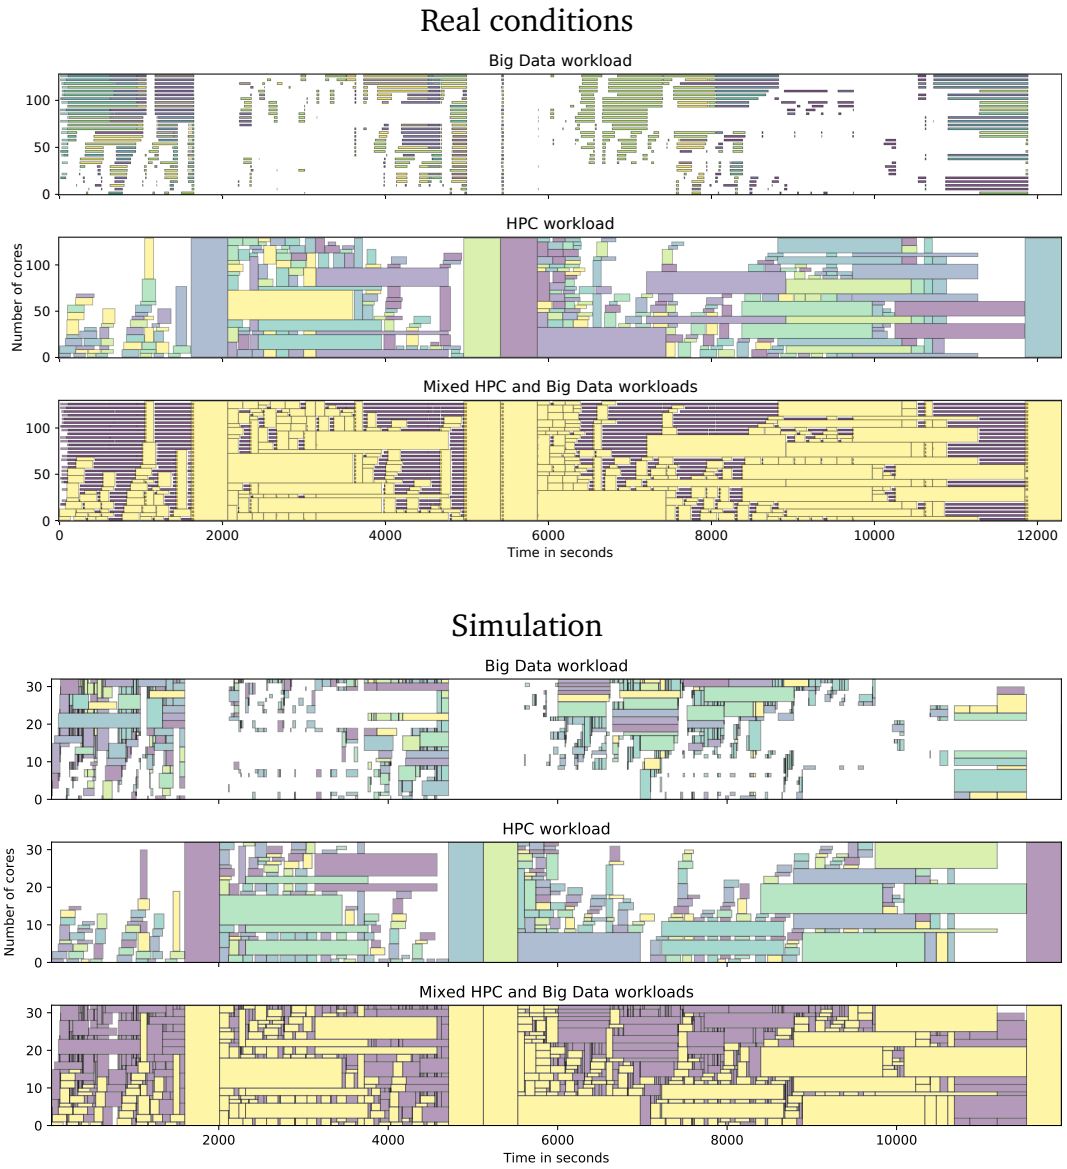 Real conditions
Big Data workload
100
50
0
HPC workload
Number of cores
100
50
0
Mixed HPC and Big Data workloads
100
50
0
0 2000 4000 6000 8000 10000 12000
Time in seconds
Simulation
Big Data workload
30
20
10
0
HPC workload
Number of cores
30
20
10
0
Mixed HPC and Big Data workloads
30
20
10
0
2000 4000 6000 8000 10000
Time in seconds